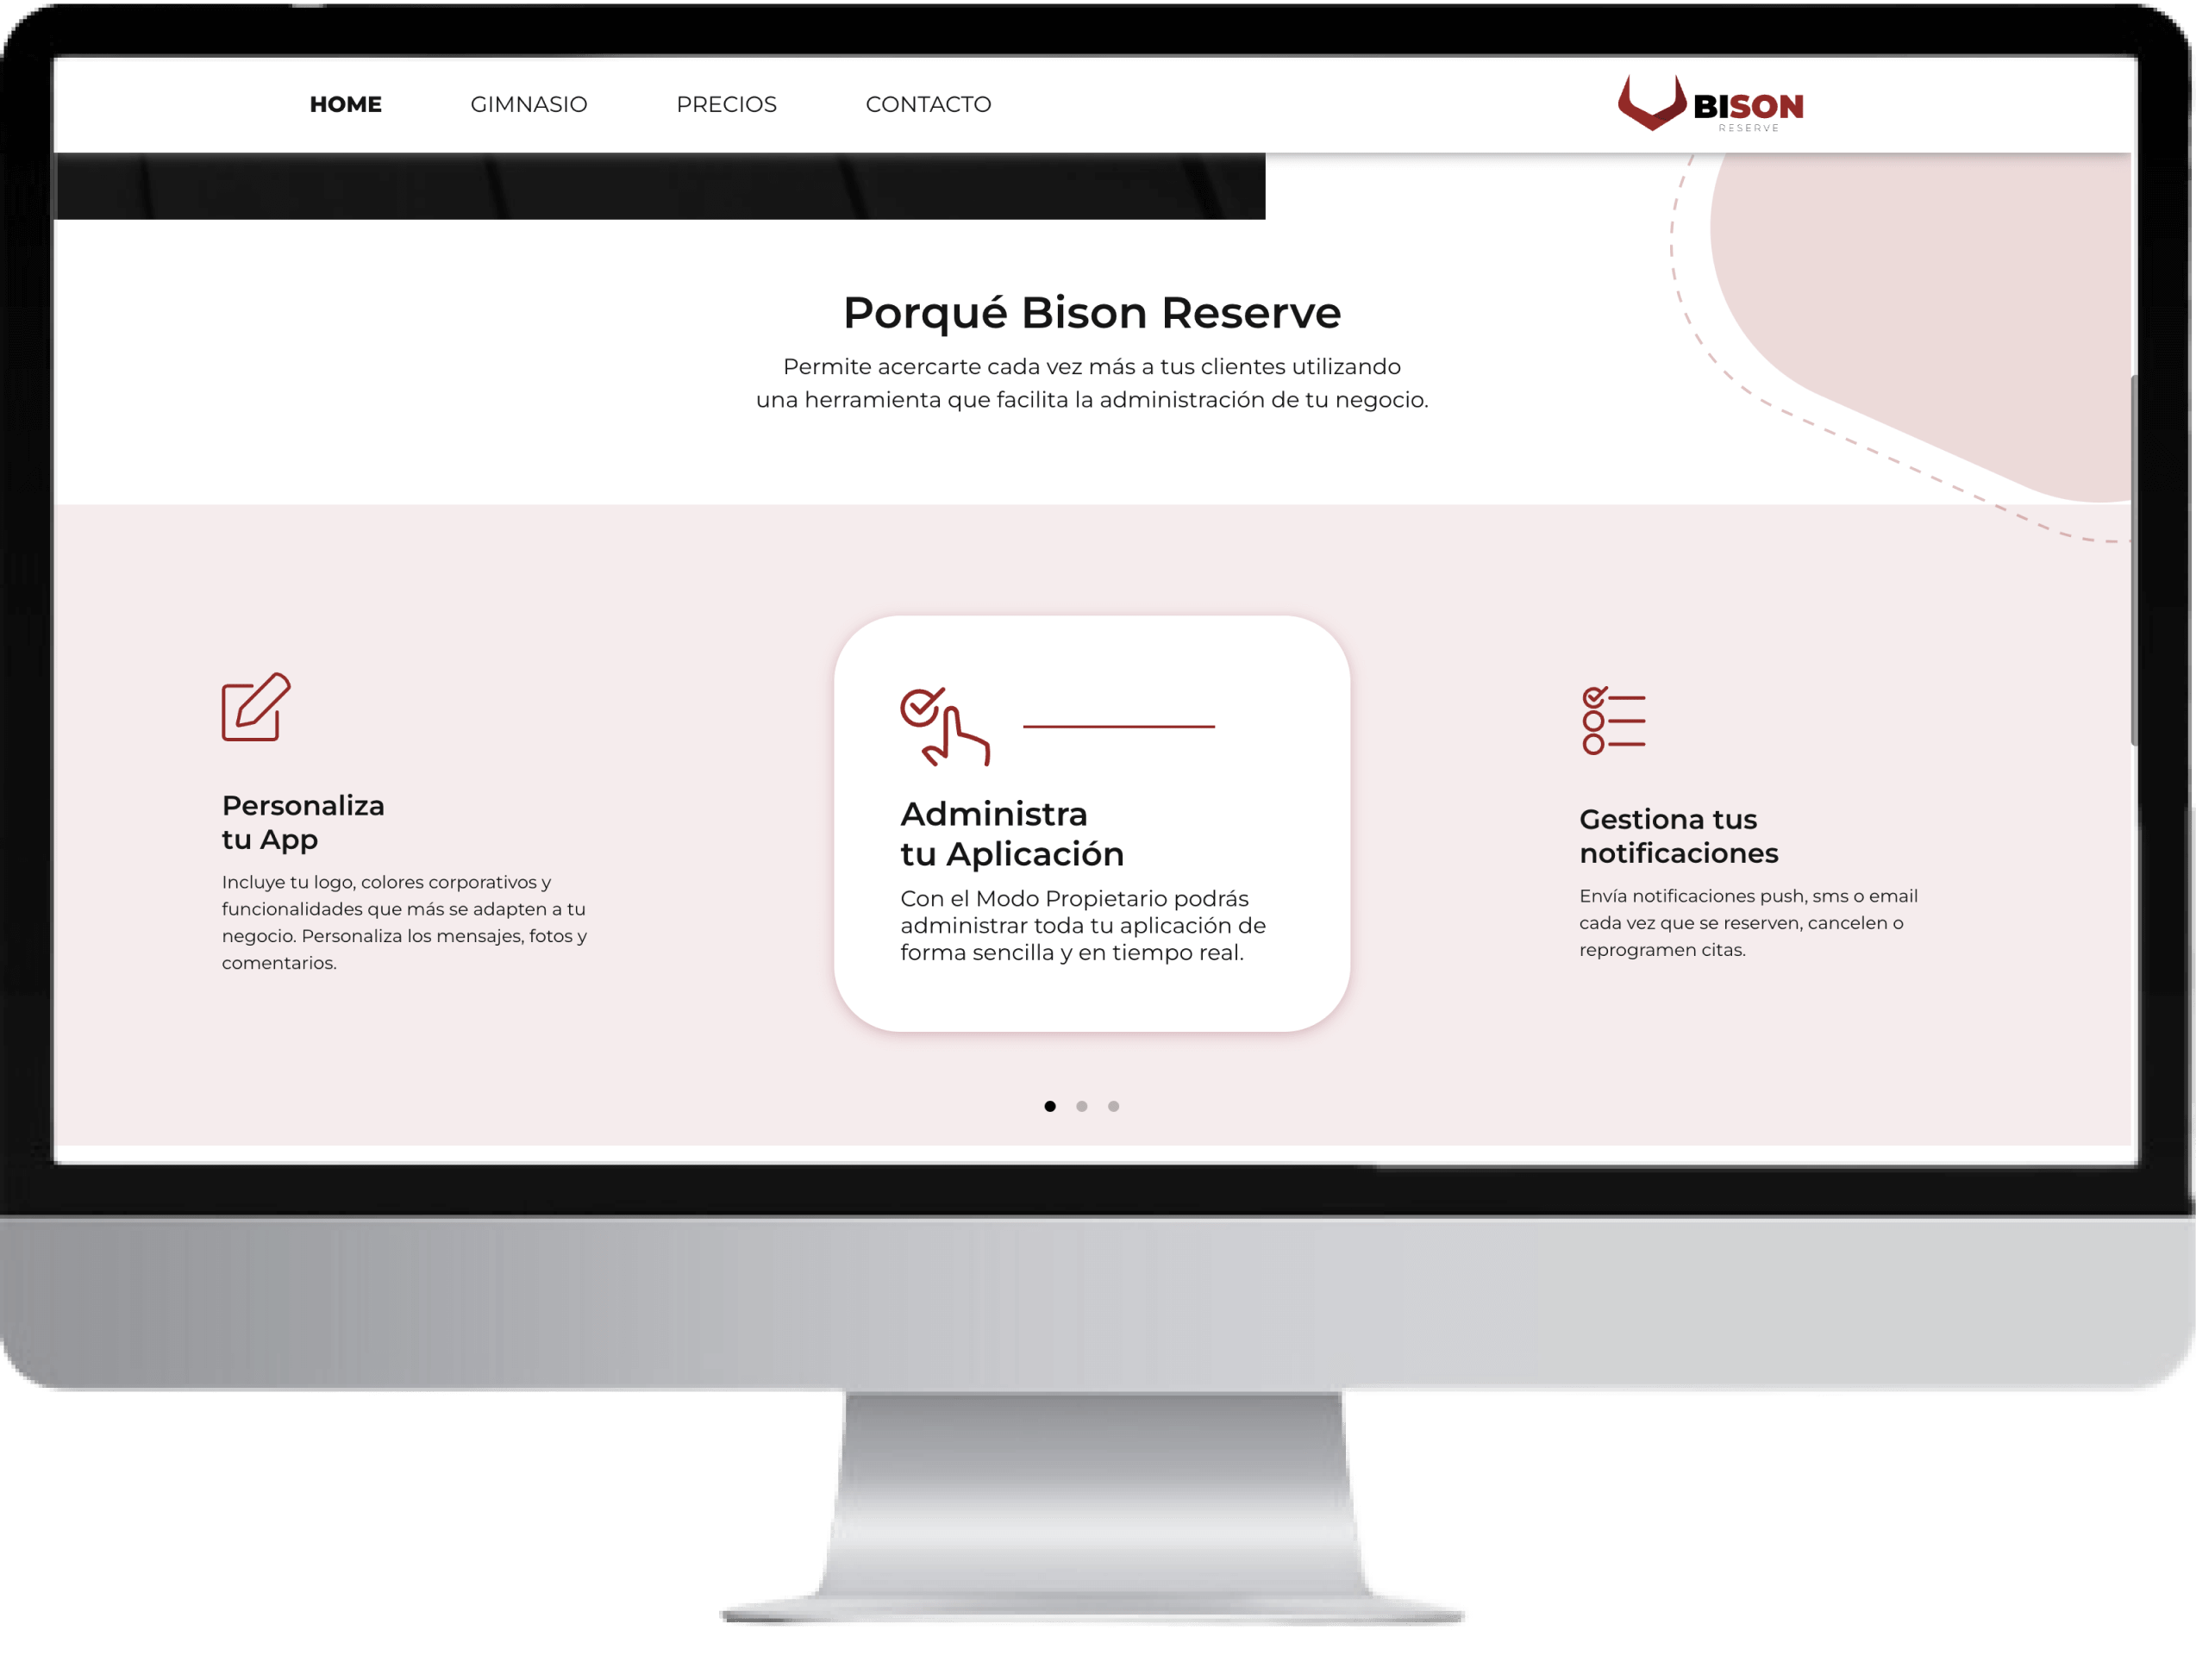 HOME GIMNASIO PRECIOS CONTACTO
BISON
RESERVE
Porqué Bison Reserve
Permite acercarte cada vez más a tus clientes utilizando
una herramienta que facilita la administración de tu negocio.
Personaliza
tu App
Incluye tu logo, colores corporativos y
funcionalidades que más se adapten a tu
negocio. Personaliza los mensajes, fotos y
comentarios.
Administra
tu Aplicación
Con el Modo Propietario podrás
administrar toda tu aplicación de
forma sencilla y en tiempo real.
Gestiona tus
notificaciones
Envía notificaciones push, sms o email
cada vez que se reserven, cancelen o
reprogramen citas.